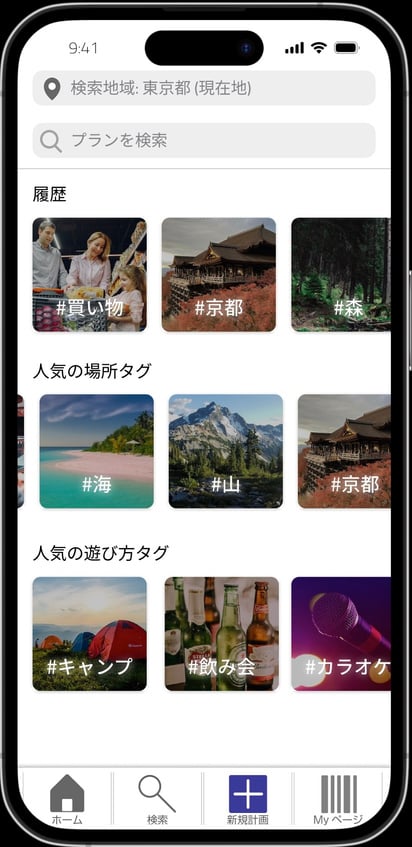 9:41
検索地域: 東京都 (現在地)
プランを検索
履歴
#買い物 #京都 #森
人気の場所タグ
#海 #山 #京都
人気の遊び方タグ
#キャンプ #飲み会 #カラオケ
ホーム 検索 新規計画 My ページ